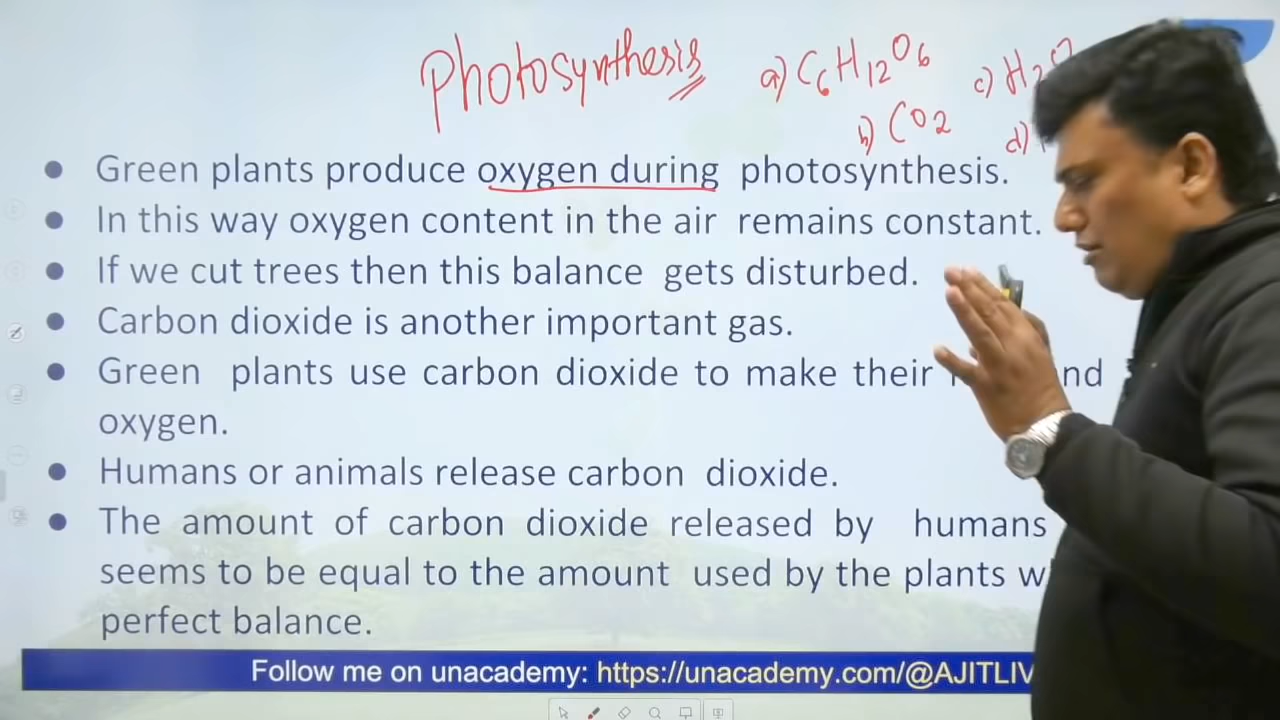 Photosynthesis a) C6H12O6 c) H2O
b) CO2 d)
• Green plants produce oxygen during photosynthesis.
• In this way oxygen content in the air remains constant.
• If we cut trees then this balance gets disturbed.
• Carbon dioxide is another important gas.
• Green plants use carbon dioxide to make their
oxygen.
• Humans or animals release carbon dioxide.
• The amount of carbon dioxide released by humans
seems to be equal to the amount used by the plants
perfect balance.
Follow me on unacademy: https://unacademy.com/@AJITLIV